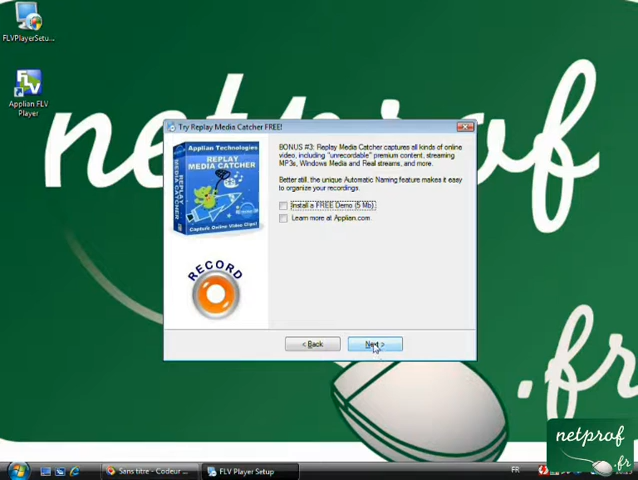 FLVPlayerSetu...
Applian FLV
Player
netprof
.fr
Try Replay Media Catcher FREE!
Applian Technologies
REPLAY
MEDIA CATCHER
Capture Online Video Clips!
RECORD
BONUS #3: Replay Media Catcher captures all kinds of online
video, including "unrecordable" premium content, streaming
MP3s, Windows Media and Real streams, and more.
Better still, the unique Automatic Naming feature makes it easy
to organize your recordings.
Install a FREE Demo (5 Mb).
Learn more at Applian.com.
< Back
Next >
netprof
.fr
Sans titre - Codeur ...
FLV Player Setup
FR